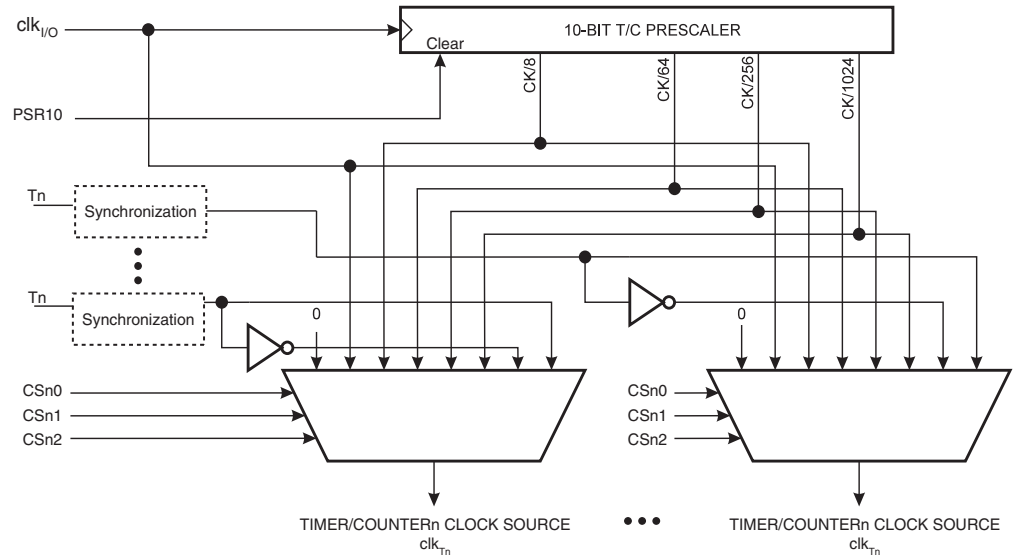 clkI/O
10-BIT T/C PRESCALER
Clear
CK/8
CK/64
CK/256
CK/1024
PSR10
Tn
Synchronization
Tn
Synchronization
0
0
CSn0
CSn1
CSn2
CSn0
CSn1
CSn2
TIMER/COUNTERn CLOCK SOURCE
clkTn
TIMER/COUNTERn CLOCK SOURCE
clkTn